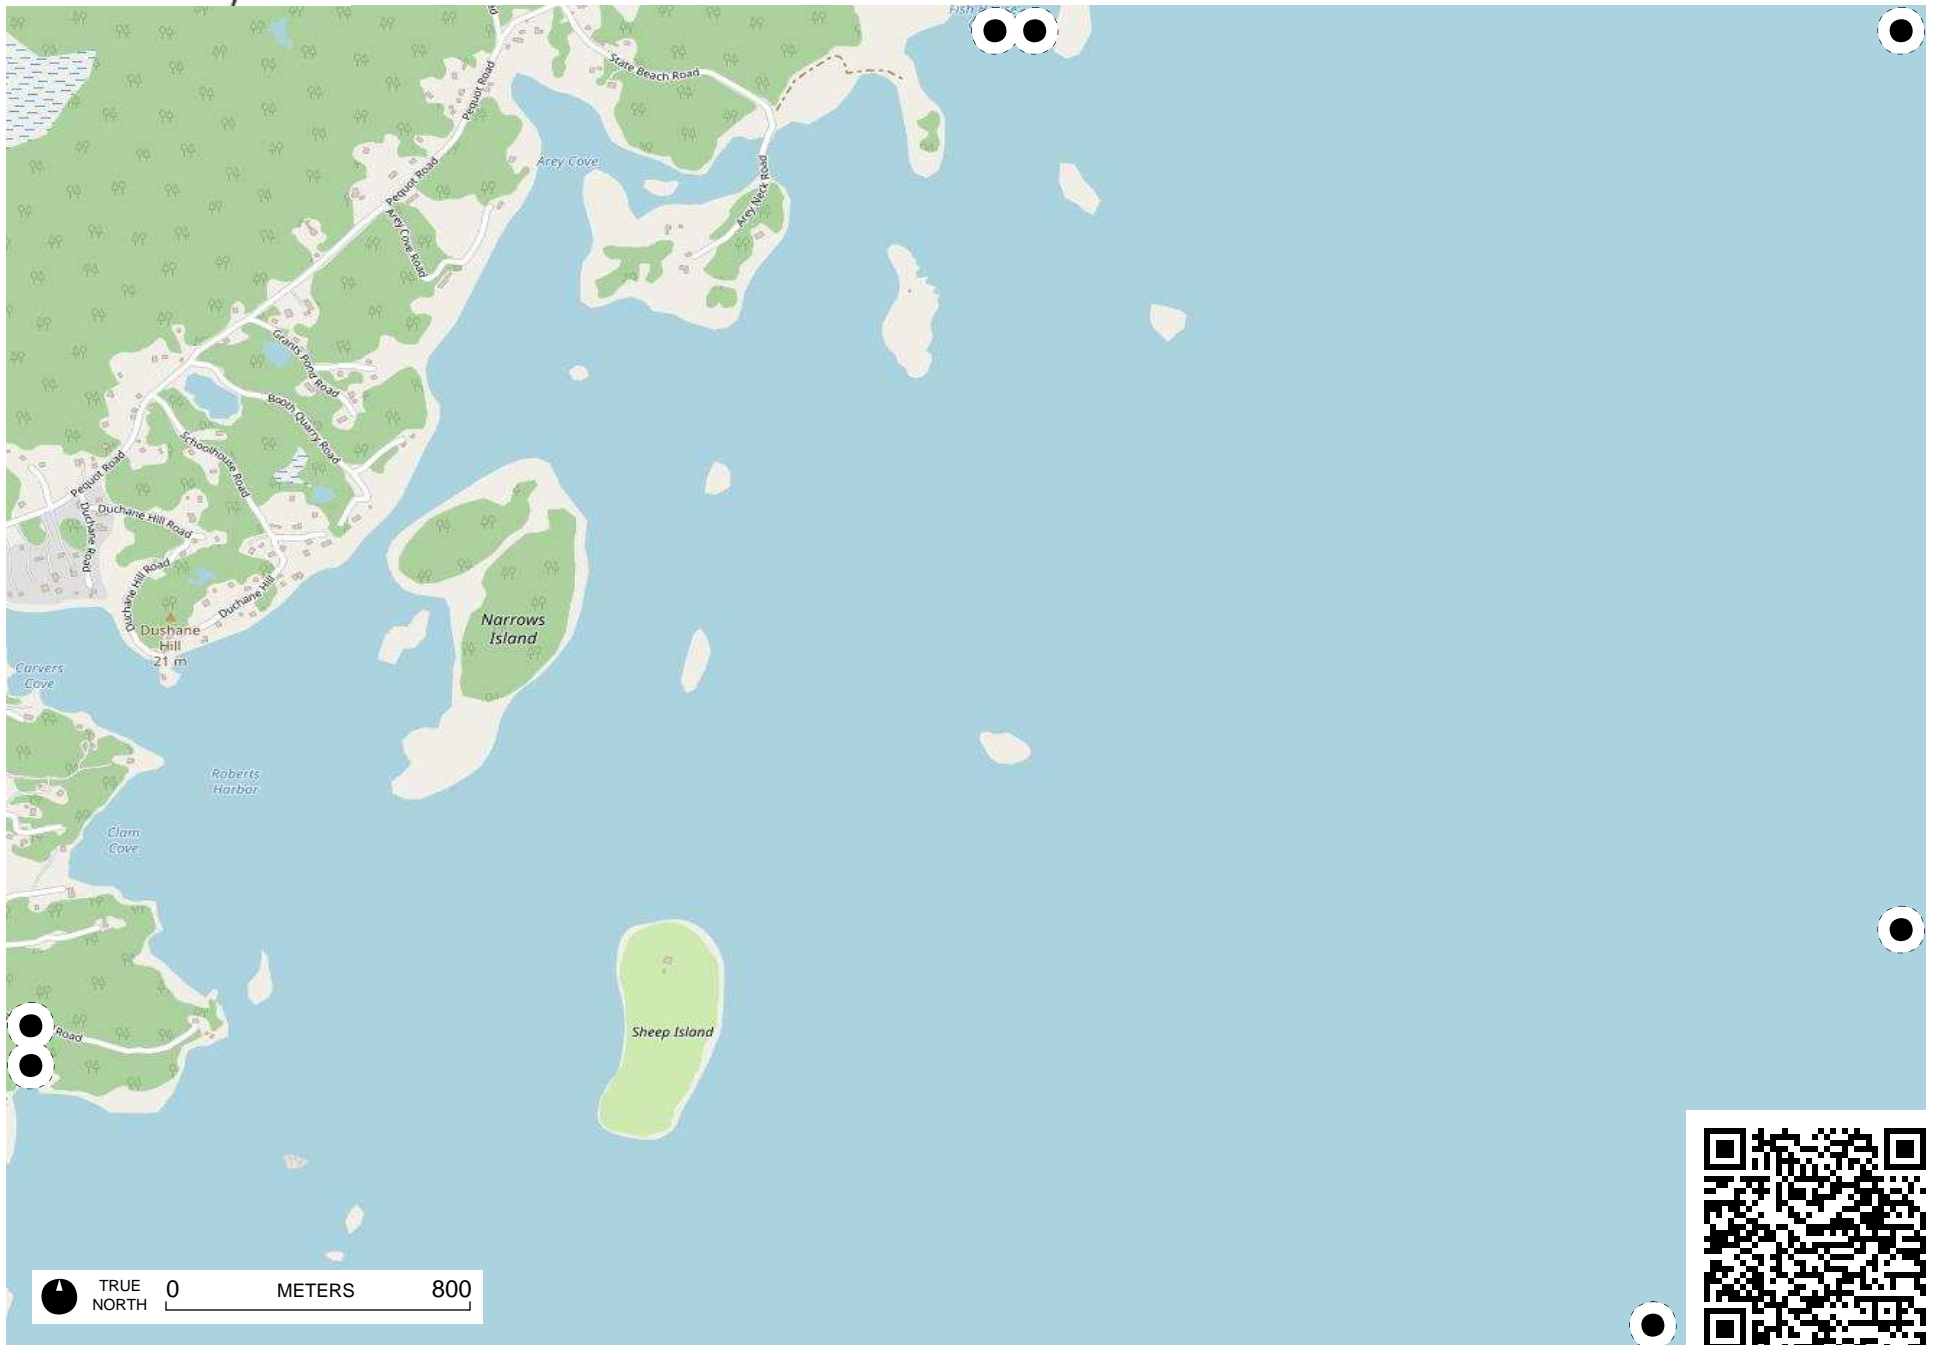 State Beach Road
Pequot Road
Arey Cove
Arey Neck Road
Pequot Road
Arey Cove Road
Grants Pond Road
Booth Quarry Road
Schoolhouse Road
Pequot Road
Duchane Hill Road
Duchane Road
Duchane Hill Road
Duchane Hill
Narrows
Island
Dushane
Hill
21 m
Carvers
Cove
Roberts
Harbor
Clam
Cove
Road
Sheep Island
TRUE
NORTH
0
METERS
800